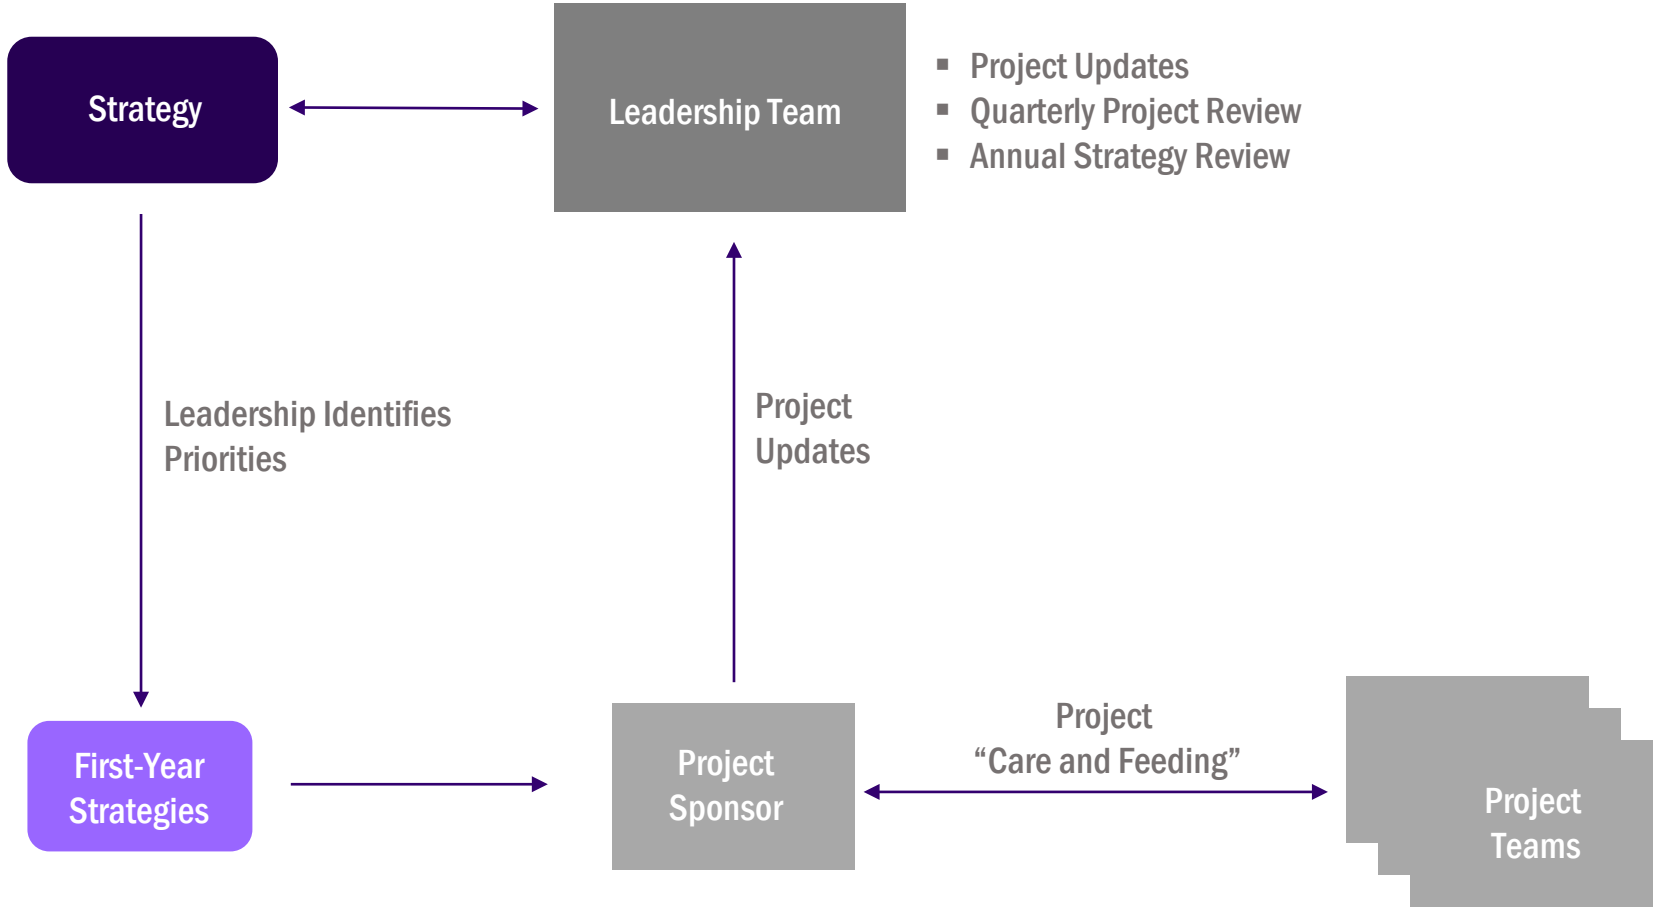 Strategy
Leadership Team
▪ Project Updates
▪ Quarterly Project Review
▪ Annual Strategy Review
Leadership Identifies
Priorities
Project
Updates
First-Year
Strategies
Project
Sponsor
Project
“Care and Feeding”
Project
Teams